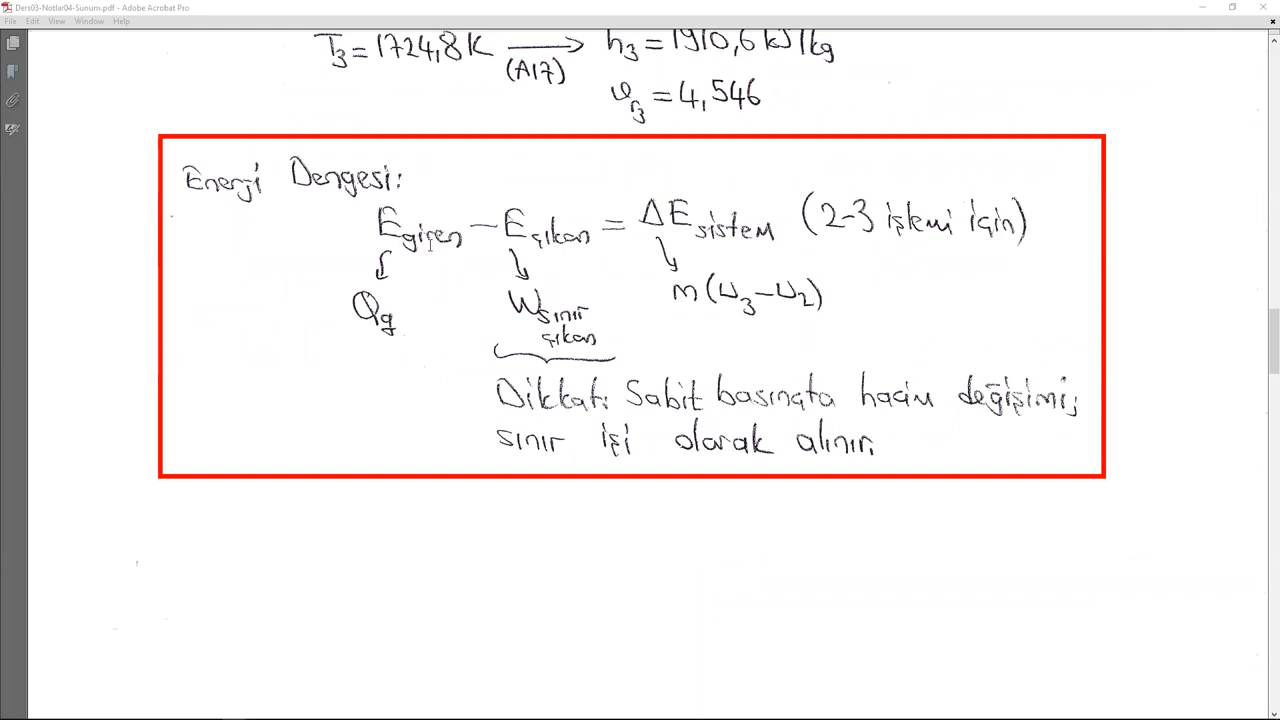 Ders03-Notlar04-Sunum.pdf - Adobe Acrobat Pro
File Edit View Window Help
T3 = 1724,8K (A17) → h3 = 1910,6 kJ/kg
υr3 = 4,546
Enerji Dengesi:
Egiren - Eçıkan = ΔEsistem (2-3 işlemi için)
Qg Wsınır çıkan m(u3-u2)
Dikkat: Sabit basınçta hacim değişimi,
sınır işi olarak alınır.